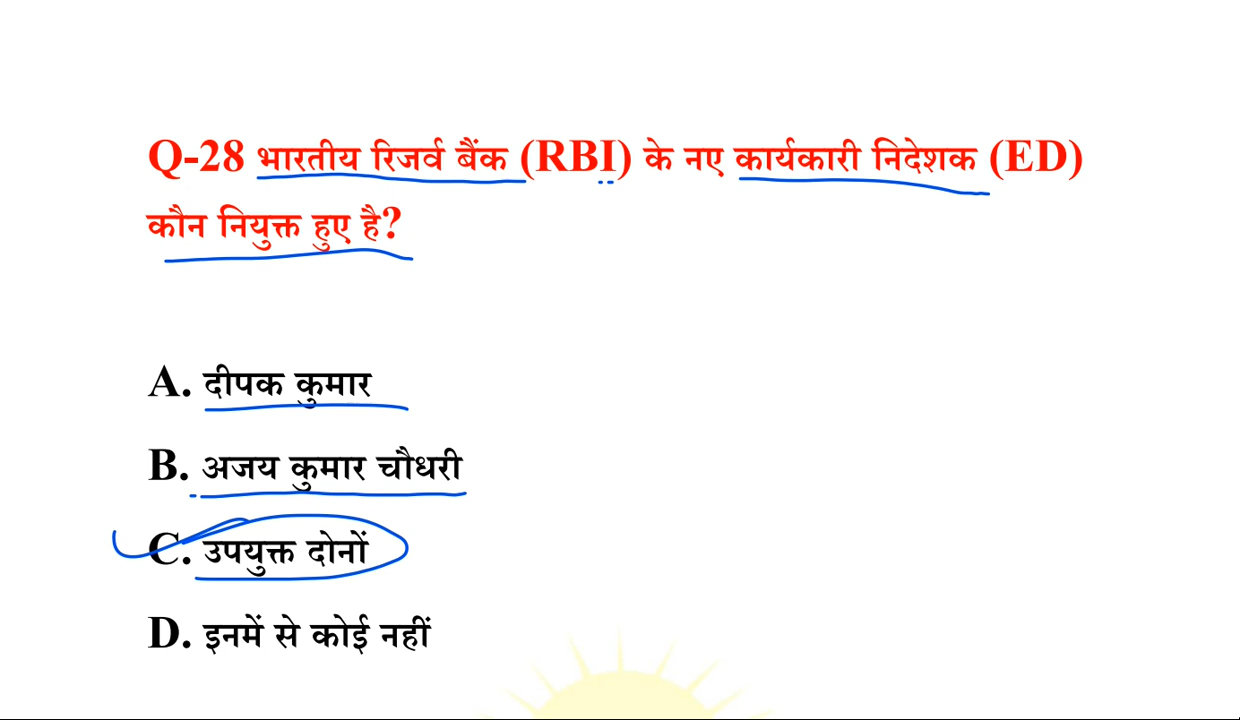 Q-28 भारतीय रिजर्व बैंक (RBI) के नए कार्यकारी निदेशक (ED)
कौन नियुक्त हुए है?
A. दीपक कुमार
B. अजय कुमार चौधरी
C. उपयुक्त दोनों
D. इनमें से कोई नहीं